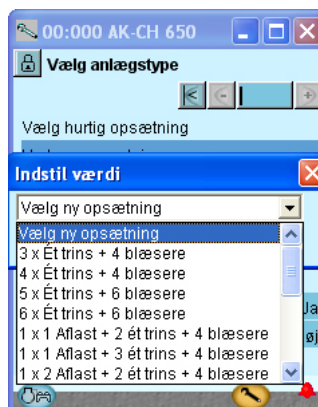 00:000 AK-CH 650
Vælg anlægstype
Vælg hurtig opsætning
Indstil værdi
Vælg ny opsætning
Vælg ny opsætning
3 x Ét trins + 4 blæsere
4 x Ét trins + 4 blæsere
5 x Ét trins + 6 blæsere
6 x Ét trins + 6 blæsere
1 x 1 Aflast + 2 ét trins + 4 blæsere
1 x 1 Aflast + 3 ét trins + 4 blæsere
1 x 2 Aflast + 2 ét trins + 4 blæsere